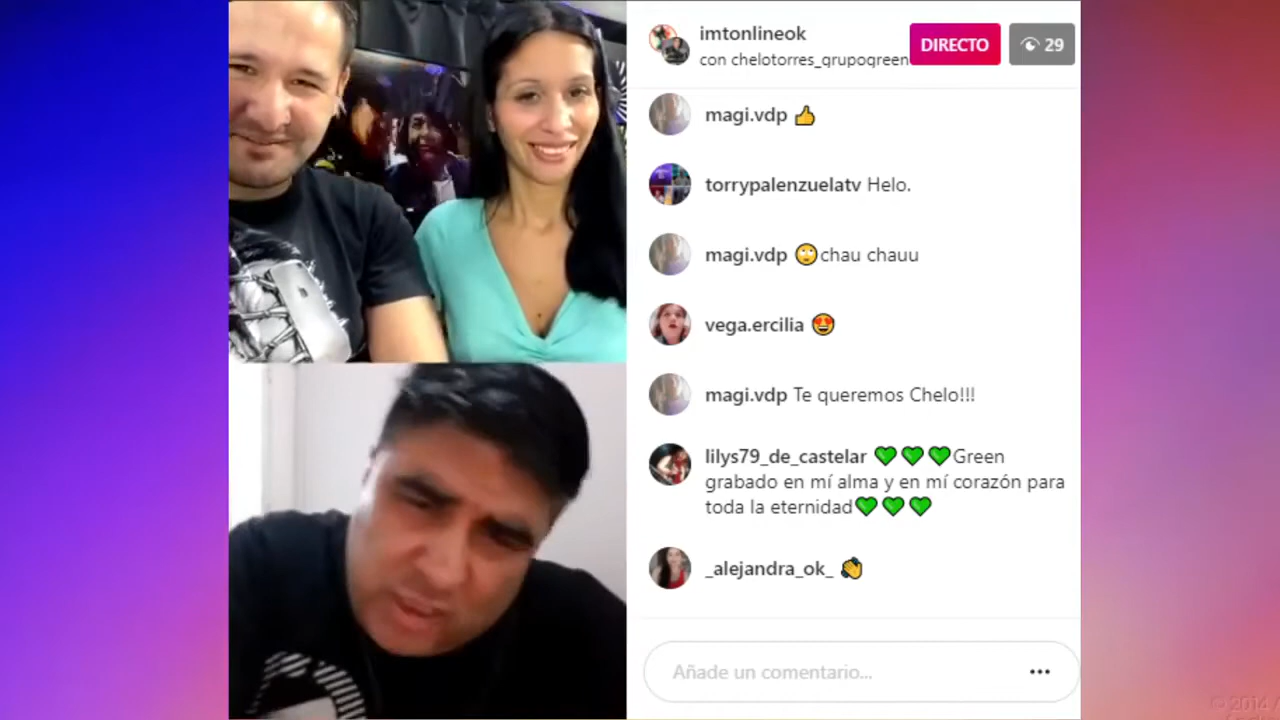 imtonlineok
con chelotorres_grupogreen
DIRECTO
29
magi.vdp 👍
torrypalenzuelatv Helo.
magi.vdp 🙄chau chauu
vega.ercilia 😍
magi.vdp Te queremos Chelo!!!
lilys79_de_castelar 💚💚💚Green
grabado en mí alma y en mí corazón para
toda la eternidad💚💚💚
_alejandra_ok_ 👏
Añade un comentario...
© 2014